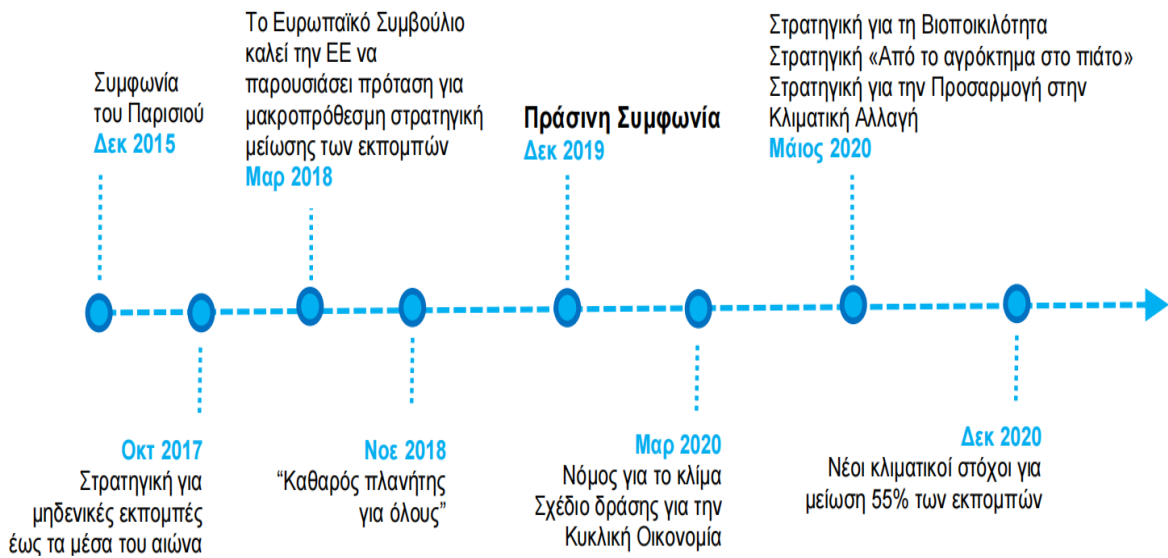 Συμφωνία
του Παρισιού
Δεκ 2015
Το Ευρωπαϊκό Συμβούλιο
καλεί την ΕΕ να
παρουσιάσει πρόταση για
μακροπρόθεσμη στρατηγική
μείωσης των εκπομπών
Μαρ 2018
Πράσινη Συμφωνία
Δεκ 2019
Στρατηγική για τη Βιοποικιλότητα
Στρατηγική «Από το αγρόκτημα στο πιάτο»
Στρατηγική για την Προσαρμογή στην
Κλιματική Αλλαγή
Μάιος 2020
Οκτ 2017
Στρατηγική για
μηδενικές εκπομπές
έως τα μέσα του αιώνα
Νοε 2018
“Καθαρός πλανήτης
για όλους”
Μαρ 2020
Νόμος για το κλίμα
Σχέδιο δράσης για την
Κυκλική Οικονομία
Δεκ 2020
Νέοι κλιματικοί στόχοι για
μείωση 55% των εκπομπών